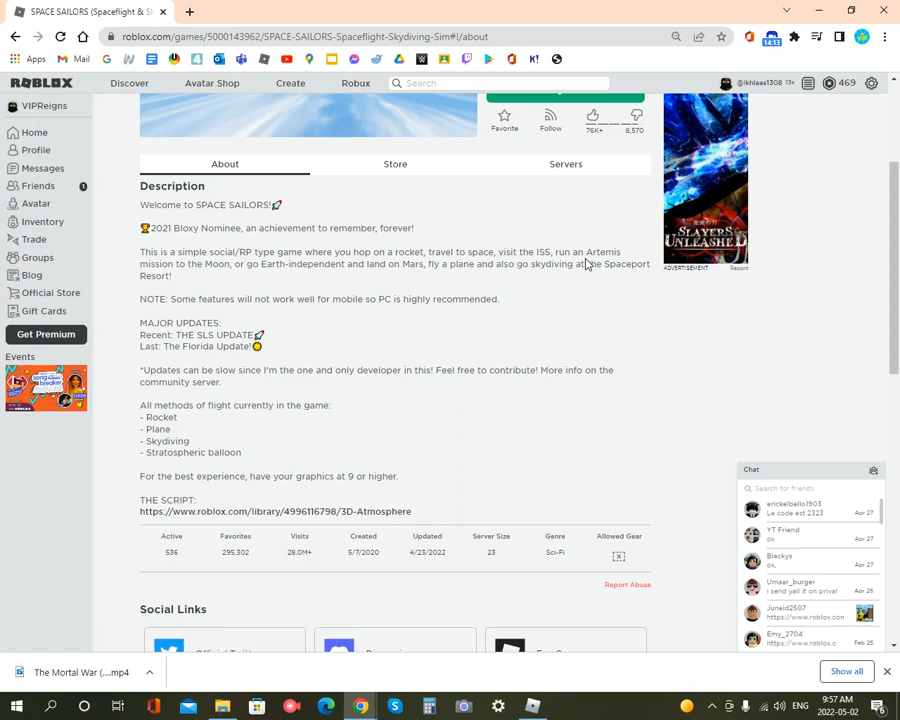 SPACE SAILORS (Spaceflight & Sk
roblox.com/games/5000143962/SPACE-SAILORS-Spaceflight-Skydiving-Sim#!/about
14:13
VIP
Apps
Gmail
Maps
ROBLOX
Discover
Avatar Shop
Create
Robux
Search
@Ikhlaas1308 13+
469
VIPReigns
Home
Profile
Messages
Friends
1
Avatar
Inventory
Trade
Groups
Blog
Official Store
Gift Cards
Get Premium
Events
song breaker
Favorite
Follow
76K+
8,570
SLAYERS
UNLEASHED
ADVERTISEMENT
Report
About
Store
Servers
Description
Welcome to SPACE SAILORS!🚀
🏆2021 Bloxy Nominee, an achievement to remember, forever!
This is a simple social/RP type game where you hop on a rocket, travel to space, visit the ISS, run an Artemis
mission to the Moon, or go Earth-independent and land on Mars, fly a plane and also go skydiving at the Spaceport
Resort!
NOTE: Some features will not work well for mobile so PC is highly recommended.
MAJOR UPDATES:
Recent: THE SLS UPDATE🚀
Last: The Florida Update!🌞
*Updates can be slow since I'm the one and only developer in this! Feel free to contribute! More info on the
community server.
All methods of flight currently in the game:
- Rocket
- Plane
- Skydiving
- Stratospheric balloon
For the best experience, have your graphics at 9 or higher.
THE SCRIPT:
https://www.roblox.com/library/4996116798/3D-Atmosphere
Active
Favorites
Visits
Created
Updated
Server Size
Genre
Allowed Gear
536
295,302
28.0M+
5/7/2020
4/23/2022
23
Sci-Fi
Report Abuse
Social Links
Chat
Search for friends
erickelbello1903
Le code est 2323
Apr 27
YT Friend
ok
Apr 27
Blackys
ok,
Apr 27
Umaar_burger
i send yall it on prival
Apr 26
Juneid2507
https://www.roblox.con
Emy_2704
https://www.roblox.c
Feb 25
The Mortal War (....mp4
Show all
ENG
9:57 AM
2022-05-02
6